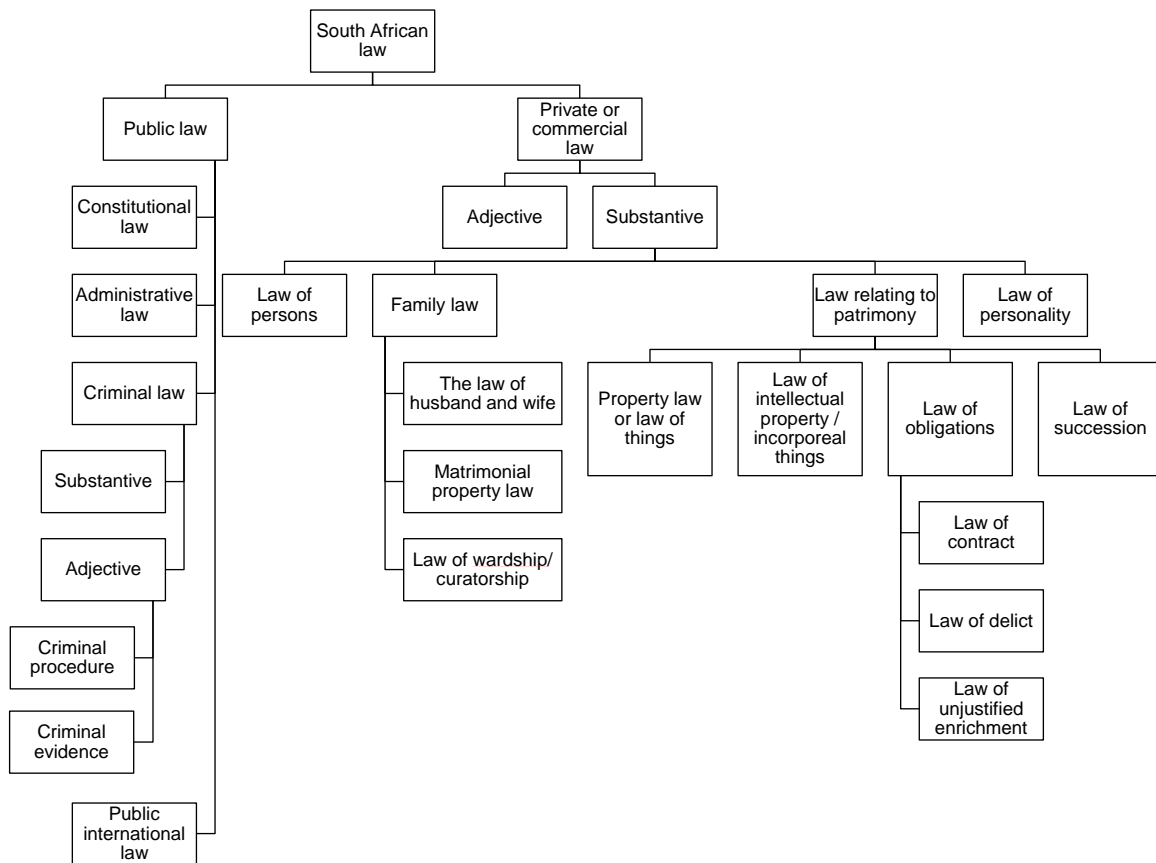 South African
law
Public law
Private or
commercial
law
Constitutional
law
Adjective
Substantive
Administrative
law
Law of
persons
Family law
Law relating to
patrimony
Law of
personality
Criminal law
The law of
husband and wife
Property law
or law of
things
Law of
intellectual
property /
incorporeal
things
Law of
obligations
Law of
succession
Substantive
Matrimonial
property law
Law of
contract
Adjective
Law of wardship/
curatorship
Law of delict
Criminal
procedure
Law of
unjustified
enrichment
Criminal
evidence
Public
international
law